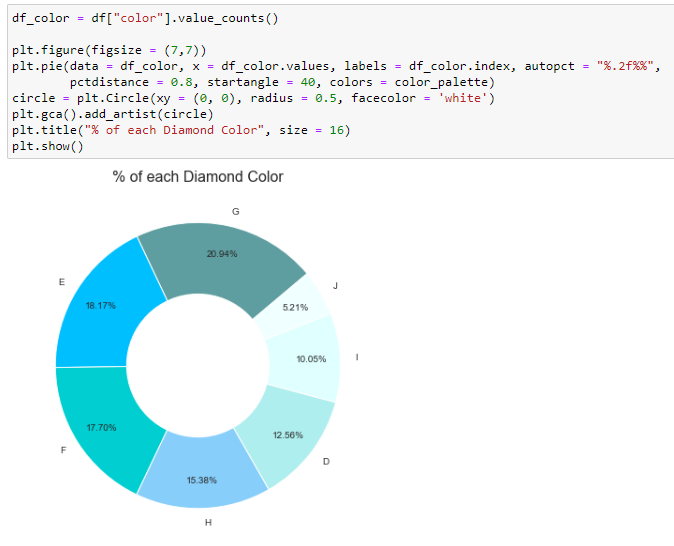 df_color = df["color"].value_counts()
plt.figure(figsize = (7,7))
plt.pie(data = df_color, x = df_color.values, labels = df_color.index, autopct = "%.2f%%",
pctdistance = 0.8, startangle = 40, colors = color_palette)
circle = plt.Circle(xy = (0, 0), radius = 0.5, facecolor = 'white')
plt.gca().add_artist(circle)
plt.title("% of each Diamond Color", size = 16)
plt.show()
% of each Diamond Color
G
20.94%
J
5.21%
E
18.17%
I
10.05%
F
17.70%
D
12.56%
H
15.38%